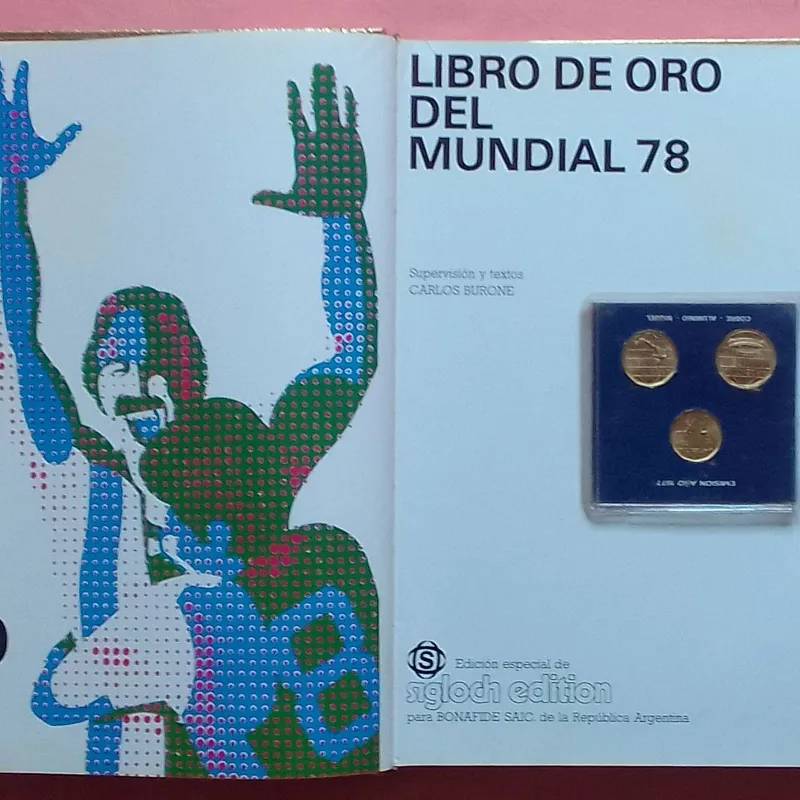 LIBRO DE ORO
DEL
MUNDIAL 78
Supervisión y textos
CARLOS BURONE
COBRE - ALUMINIO
NIQUEL
EMISION AÑO 1977
S
Edición especial de
sigloch edition
para BONAFIDE SAIC. de la República Argentina